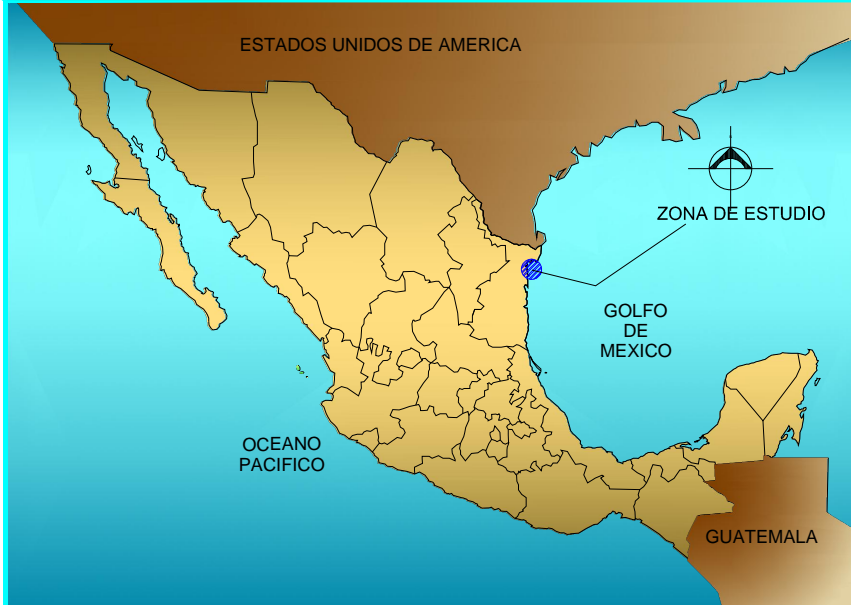 ESTADOS UNIDOS DE AMERICA
ZONA DE ESTUDIO
GOLFO
DE
MEXICO
OCEANO
PACIFICO
GUATEMALA